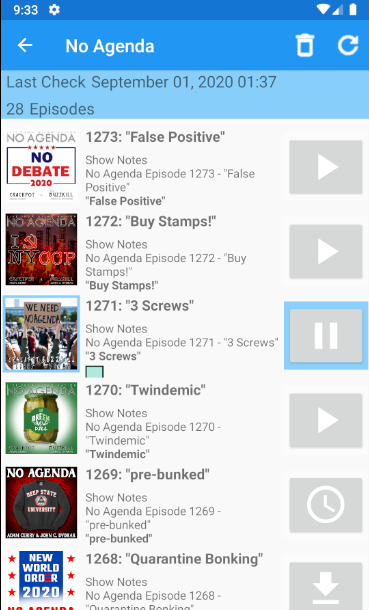 9:33
No Agenda
Last Check September 01, 2020 01:37
28 Episodes
NO AGENDA
NO
DEBATE
2020
1273: "False Positive"
Show Notes
No Agenda Episode 1273 - "False
Positive"
"False Positive"
NO AGENDA
I
NY CCP
1272: "Buy Stamps!"
Show Notes
No Agenda Episode 1272 - "Buy
Stamps!"
"Buy Stamps!"
WE NEED
NO AGENDA
1271: "3 Screws"
Show Notes
No Agenda Episode 1271 - "3 Screws"
"3 Screws"
NO AGENDA
1270: "Twindemic"
Show Notes
No Agenda Episode 1270 -
"Twindemic"
"Twindemic"
NO AGENDA
DEEP STATE
UNIVERSITY
ADAM CURRY & JOHN C. DVORAK
1269: "pre-bunked"
Show Notes
No Agenda Episode 1269 -
"pre-bunked"
"pre-bunked"
NEW
WORLD
ORDER
2020
NO AGENDA
1268: "Quarantine Bonking"
Show Notes
No Agenda Episode 1268 -
"Quarantine Bonking"